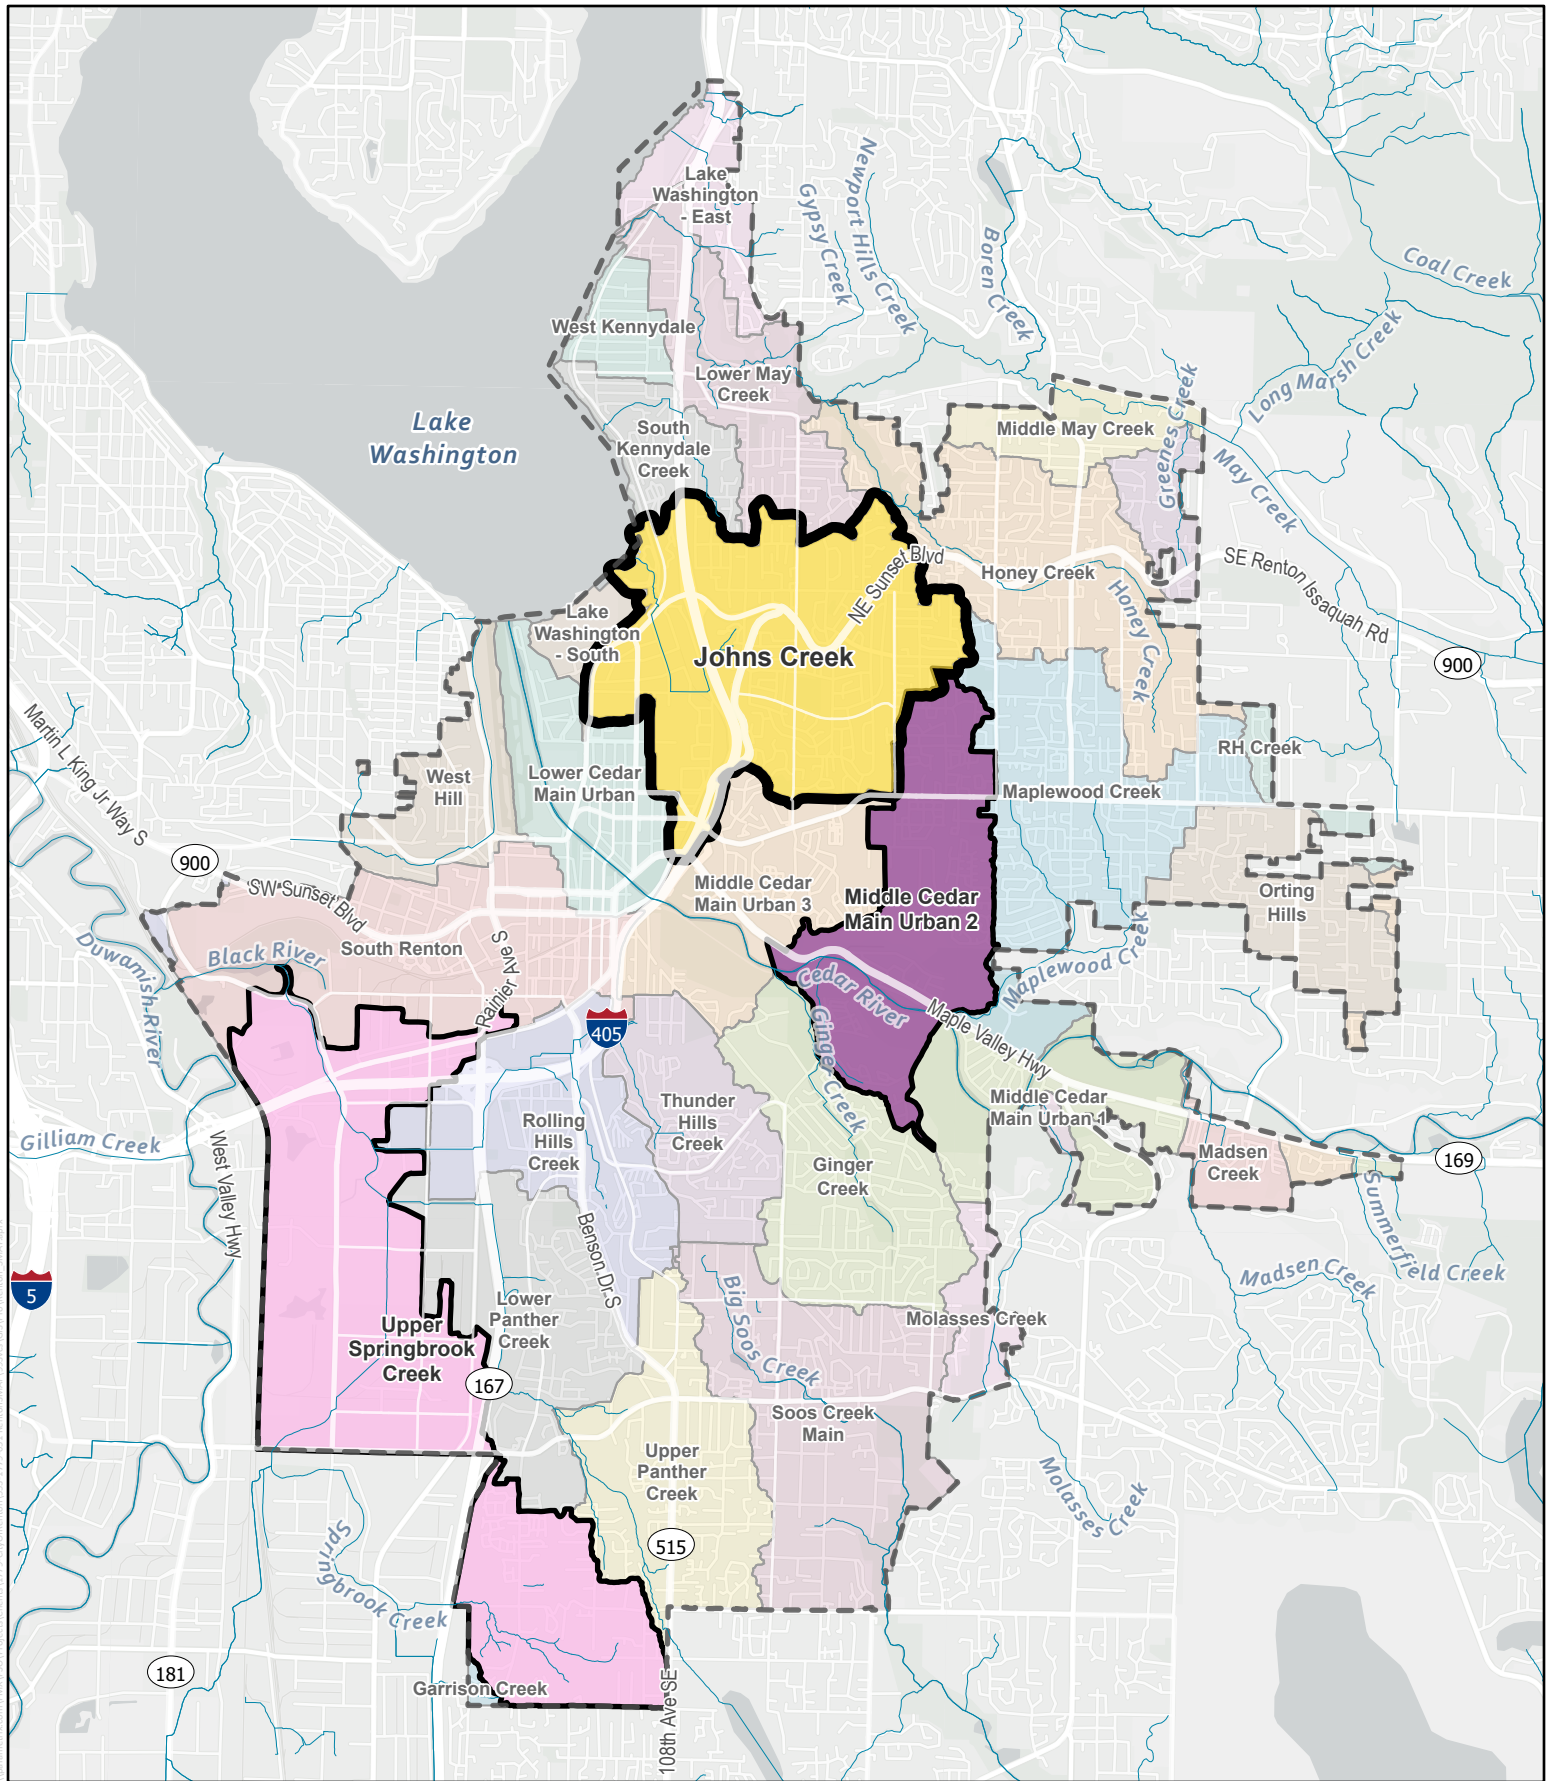 Lake
Washington
- East
Newport Hills Creek
Gypsy Creek
Boren Creek
Coal Creek
West Kennydale
Lower May
Creek
Long Marsh Creek
Greenes Creek
Lake
Washington
South
Kennydale
Creek
Middle May Creek
May Creek
NE Sunset Blvd
Honey Creek
Honey Creek
SE Renton Issaquah Rd
900
Lake
Washington
- South
Johns Creek
Martin L King Jr Way S
West
Hill
Lower Cedar
Main Urban
RH Creek
Maplewood Creek
900
SW Sunset Blvd
Middle Cedar
Main Urban 3
Middle Cedar
Main Urban 2
Orting
Hills
South Renton
Black River
Duwamish River
Rainier Ave S
Maplewood Creek
Cedar River
Ginger Creek
Maple Valley Hwy
405
Middle Cedar
Main Urban 1
Thunder
Hills
Creek
Rolling
Hills
Creek
Gilliam Creek
West Valley Hwy
Ginger
Creek
Madsen
Creek
169
Summerfield Creek
Madsen Creek
Benson Dr S
5
Lower
Panther
Creek
Big Soos Creek
Molasses Creek
Upper
Springbrook
Creek
167
Soos Creek
Main
Upper
Panther
Creek
Molasses Creek
515
Springbrook Creek
181
Garrison Creek
108th Ave SE